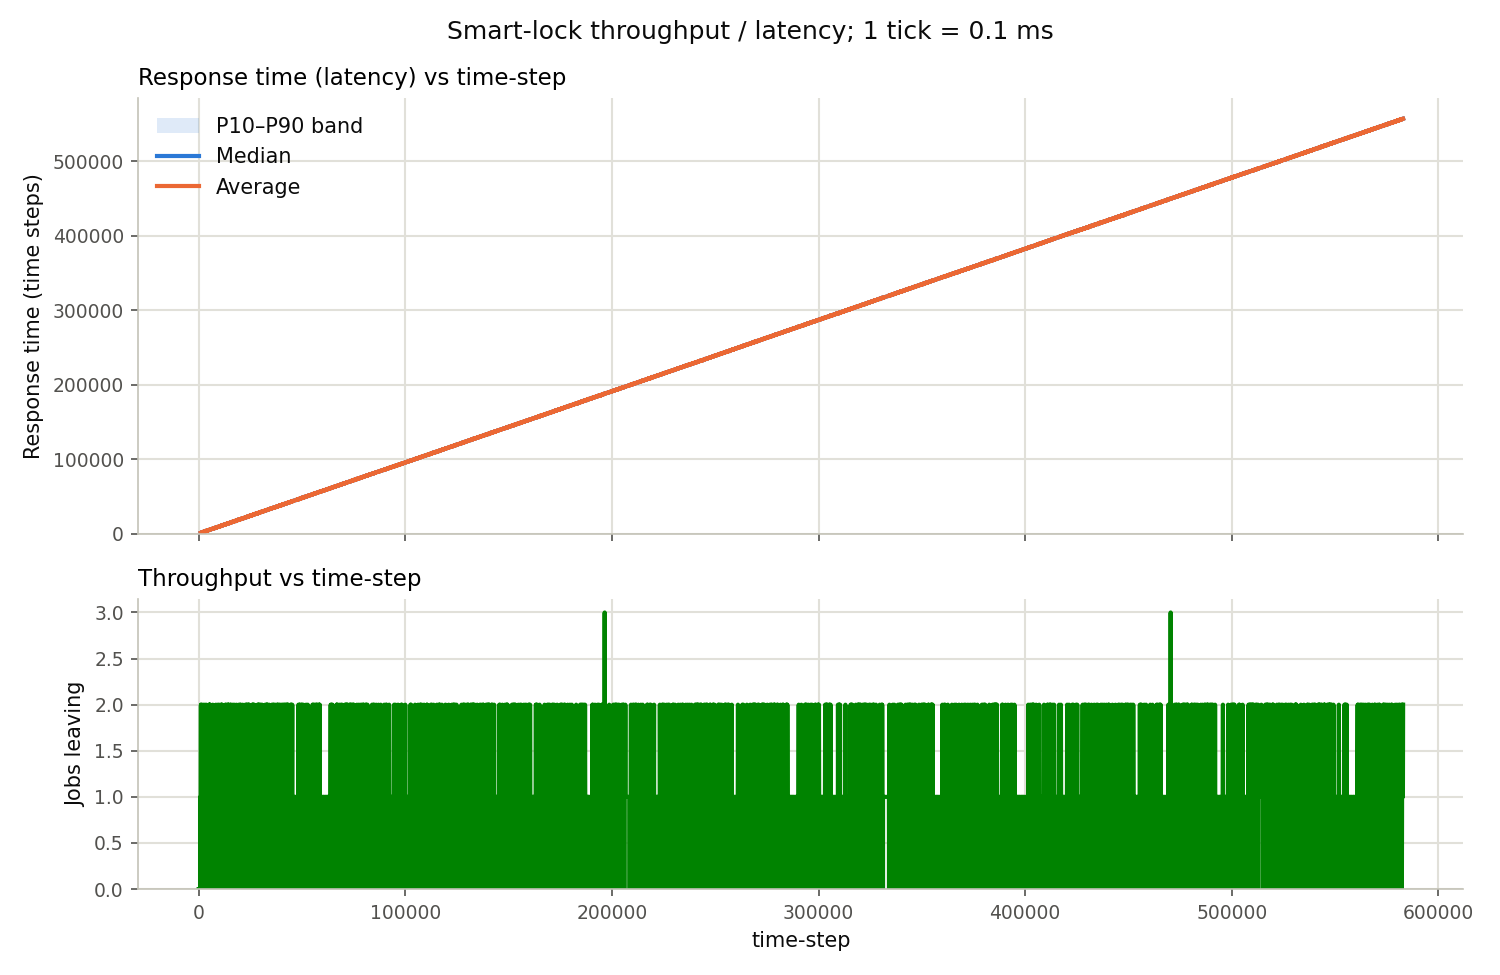 Smart-lock throughput / latency; 1 tick = 0.1 ms
Response time (latency) vs time-step
P10–P90 band
Median
Average
Response time (time steps)
500000
400000
300000
200000
100000
0
Throughput vs time-step
Jobs leaving
3.0
2.5
2.0
1.5
1.0
0.5
0.0
0 100000 200000 300000 400000 500000 600000
time-step